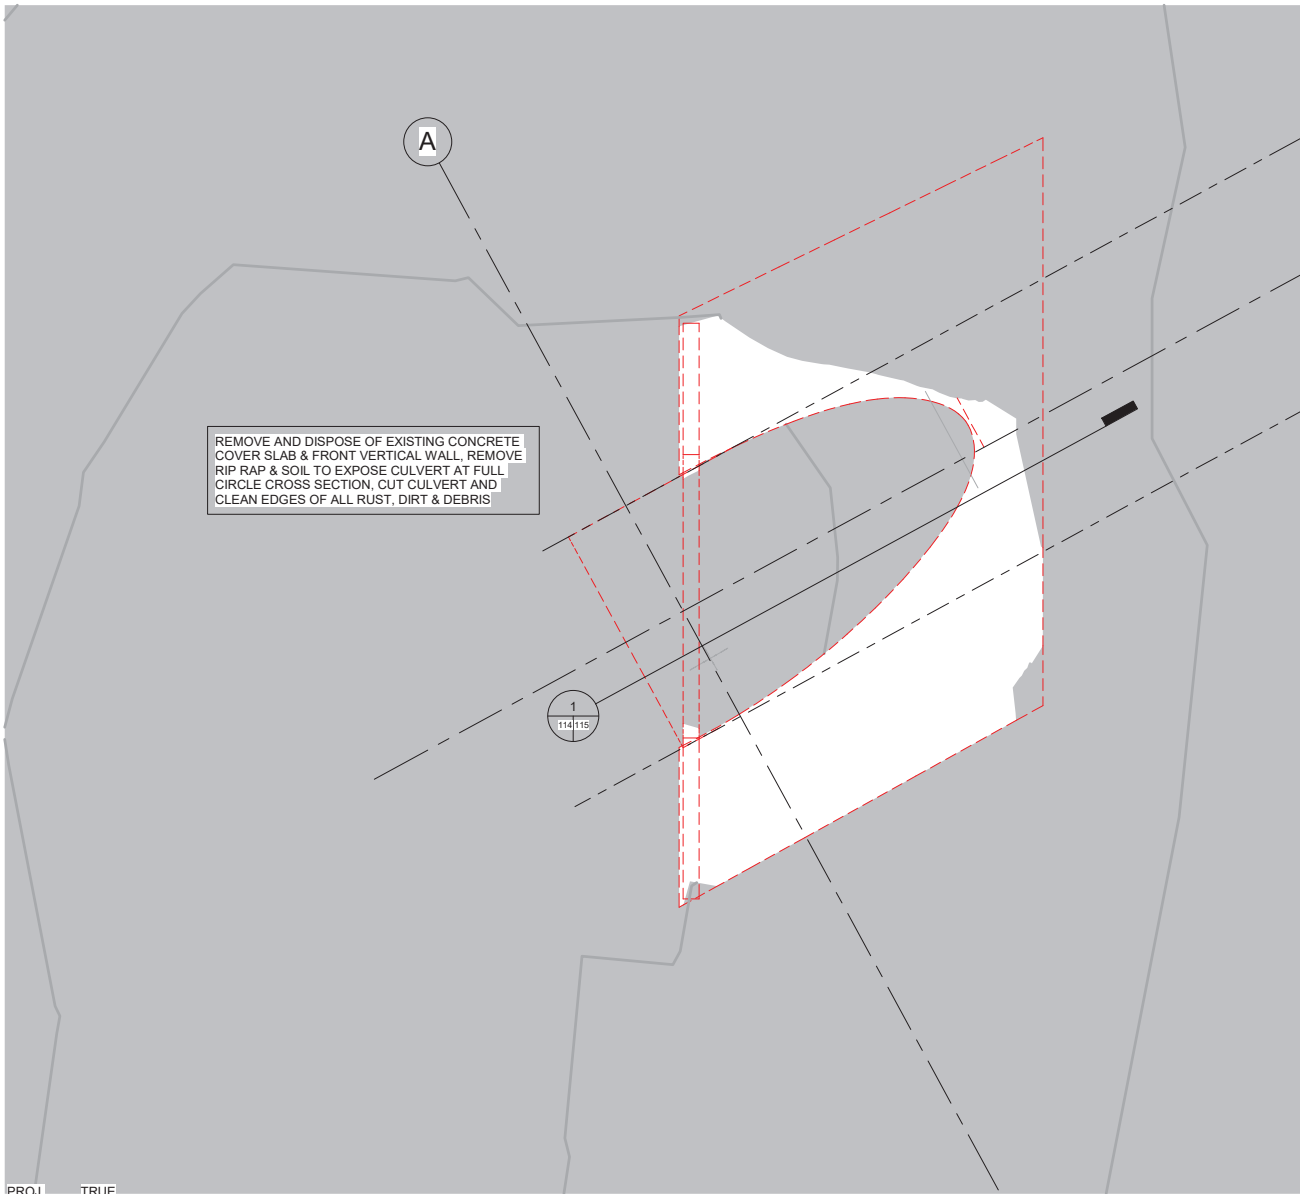 A
REMOVE AND DISPOSE OF EXISTING CONCRETE
COVER SLAB & FRONT VERTICAL WALL, REMOVE
RIP RAP & SOIL TO EXPOSE CULVERT AT FULL
CIRCLE CROSS SECTION, CUT CULVERT AND
CLEAN EDGES OF ALL RUST, DIRT & DEBRIS
1
114 115
PROJ TRUE